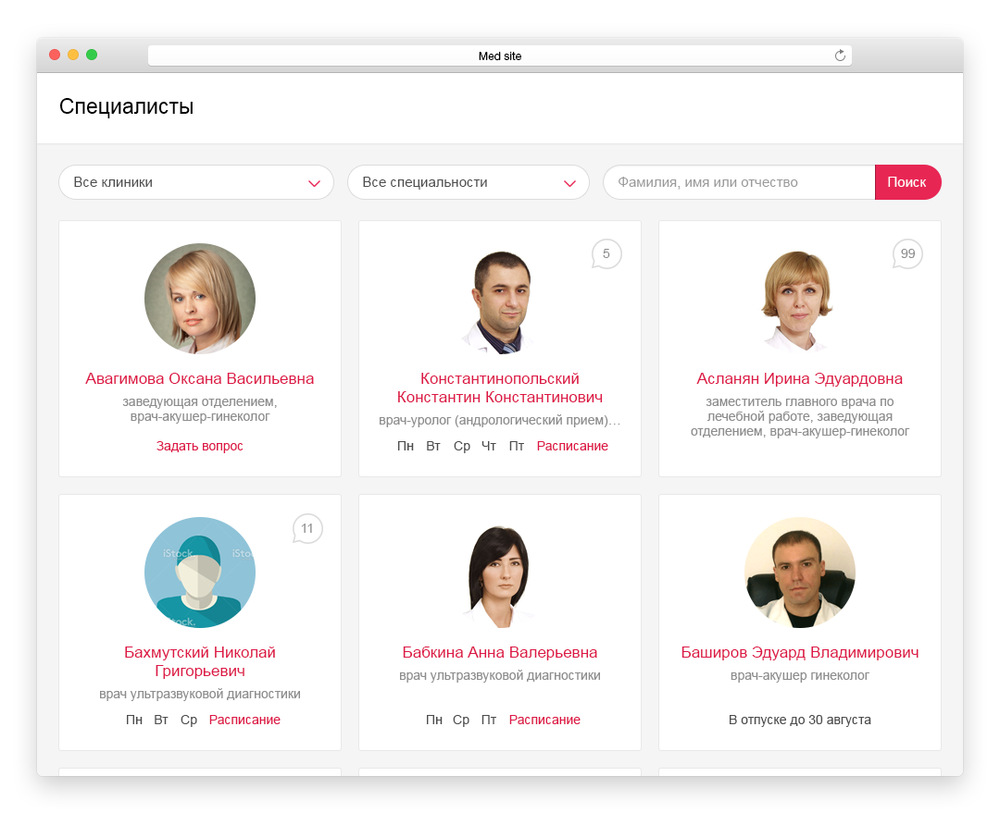 Med site
Специалисты
Все клиники
Все специальности
Фамилия, имя или отчество
Поиск
Авагимова Оксана Васильевна
заведующая отделением,
врач-акушер-гинеколог
Задать вопрос
5
Константинопольский
Константин Константинович
врач-уролог (андрологический прием)…
Пн Вт Ср Чт Пт Расписание
99
Асланян Ирина Эдуардовна
заместитель главного врача по
лечебной работе, заведующая
отделением, врач-акушер-гинеколог
iStock.
iSto
ock.
11
Бахмутский Николай
Григорьевич
врач ультразвуковой диагностики
Пн Вт Ср Расписание
Бабкина Анна Валерьевна
врач ультразвуковой диагностики
Пн Ср Пт Расписание
Баширов Эдуард Владимирович
врач-акушер гинеколог
В отпуске до 30 августа